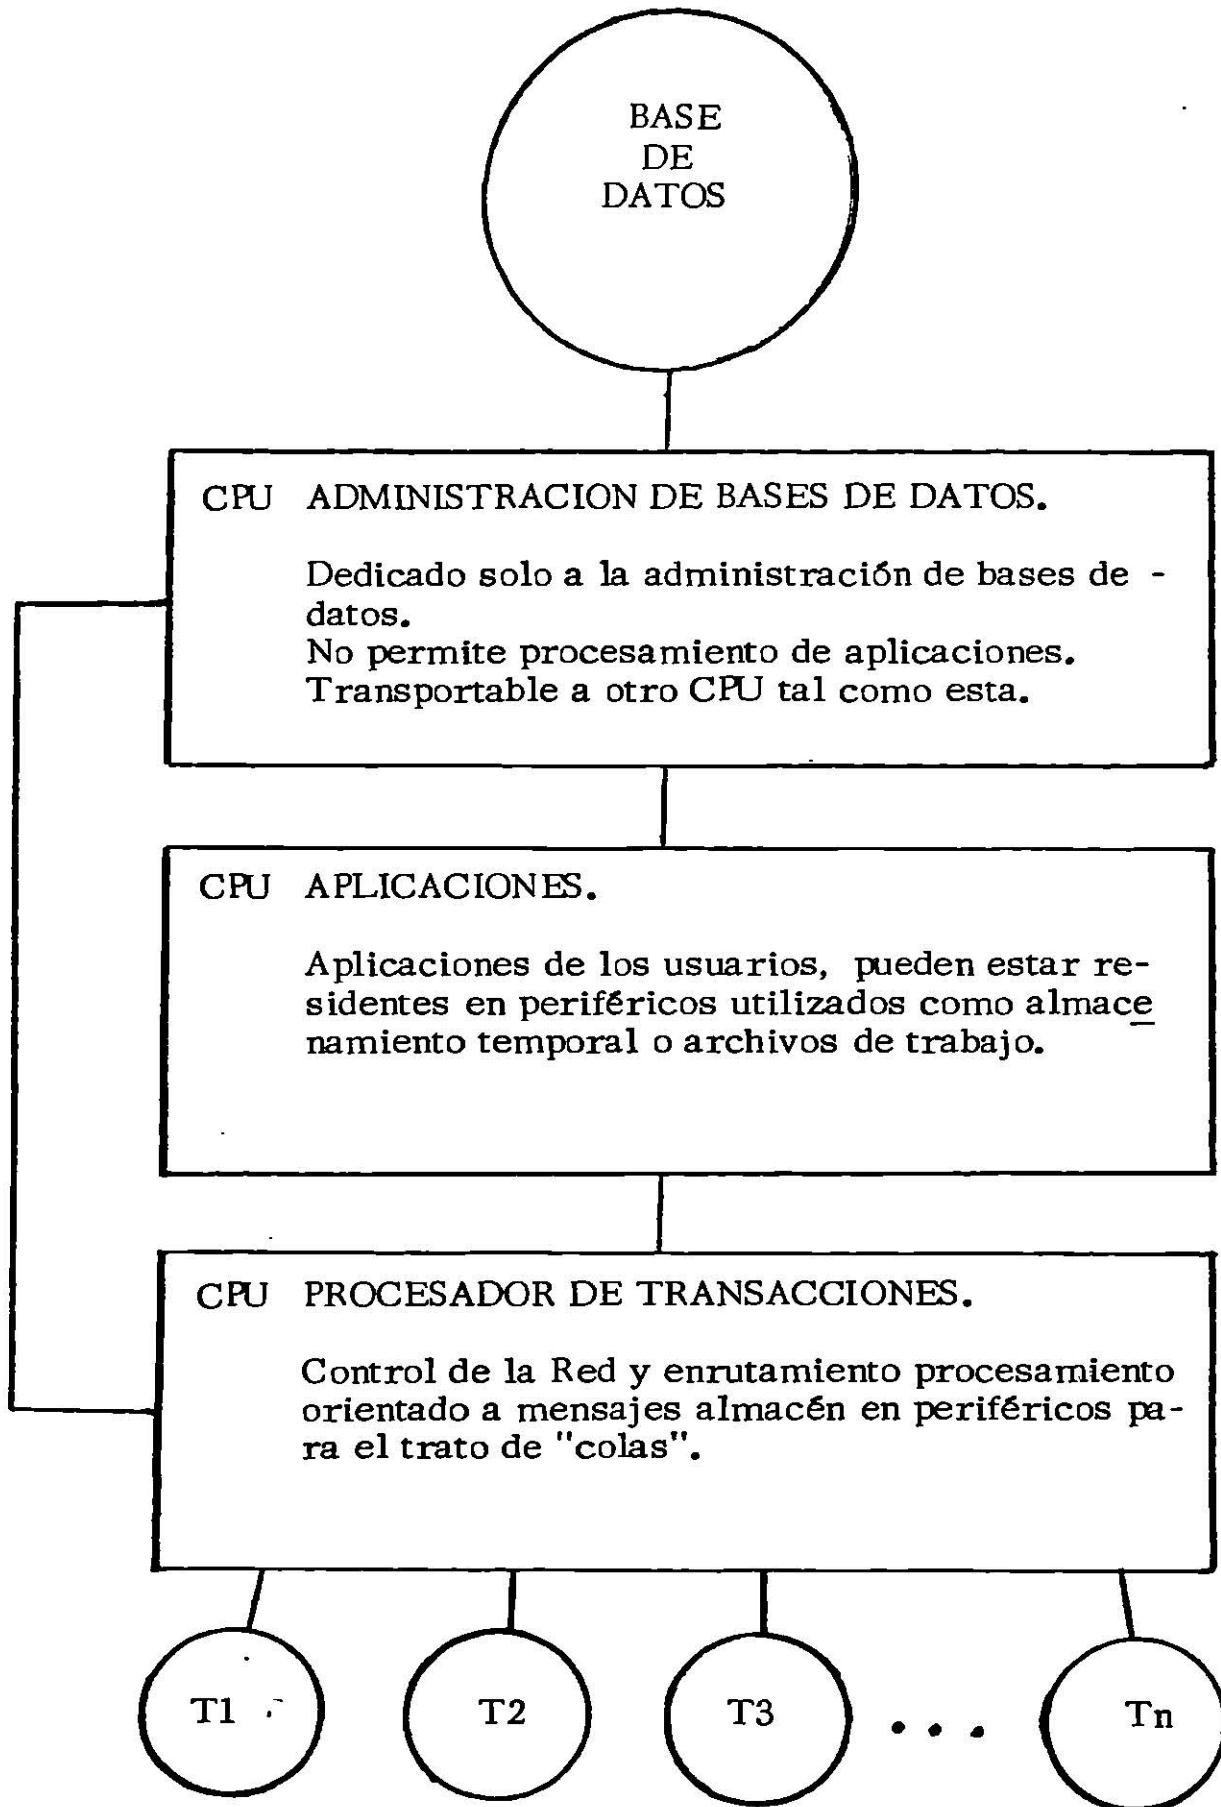 BASE
DE
DATOS
CPU ADMINISTRACION DE BASES DE DATOS.
Dedicado solo a la administración de bases de -
datos.
No permite procesamiento de aplicaciones.
Transportable a otro CPU tal como esta.
CPU APLICACIONES.
Aplicaciones de los usuarios, pueden estar re-
sidentes en periféricos utilizados como almace
namiento temporal o archivos de trabajo.
CPU PROCESADOR DE TRANSACCIONES.
Control de la Red y enrutamiento procesamiento
orientado a mensajes almacén en periféricos pa-
ra el trato de "colas".
T1 T2 T3 ... Tn